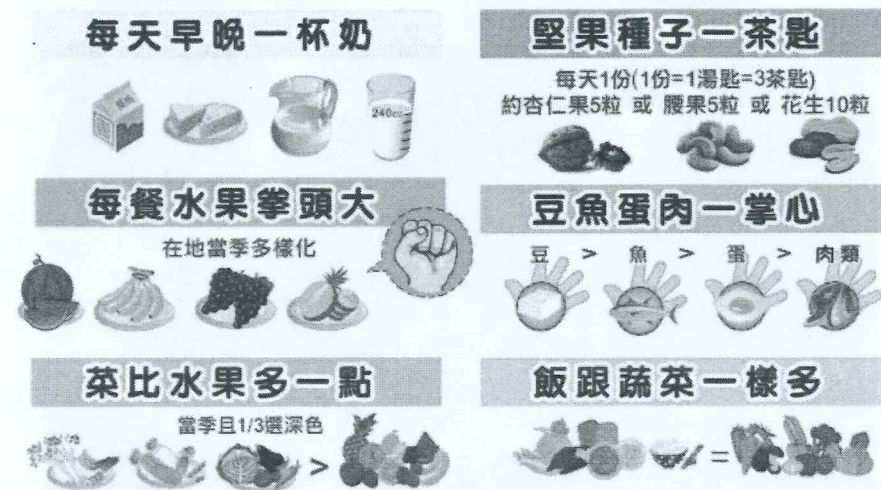 每天早晚一杯奶
240cc
每餐水果拳頭大
在地當季多樣化
菜比水果多一點
當季且1/3選深色
>
堅果種子一茶匙
每天1份(1份=1湯匙=3茶匙)
約杏仁果5粒 或 腰果5粒 或 花生10粒
豆魚蛋肉一掌心
豆 > 魚 > 蛋 > 肉類
飯跟蔬菜一樣多
=